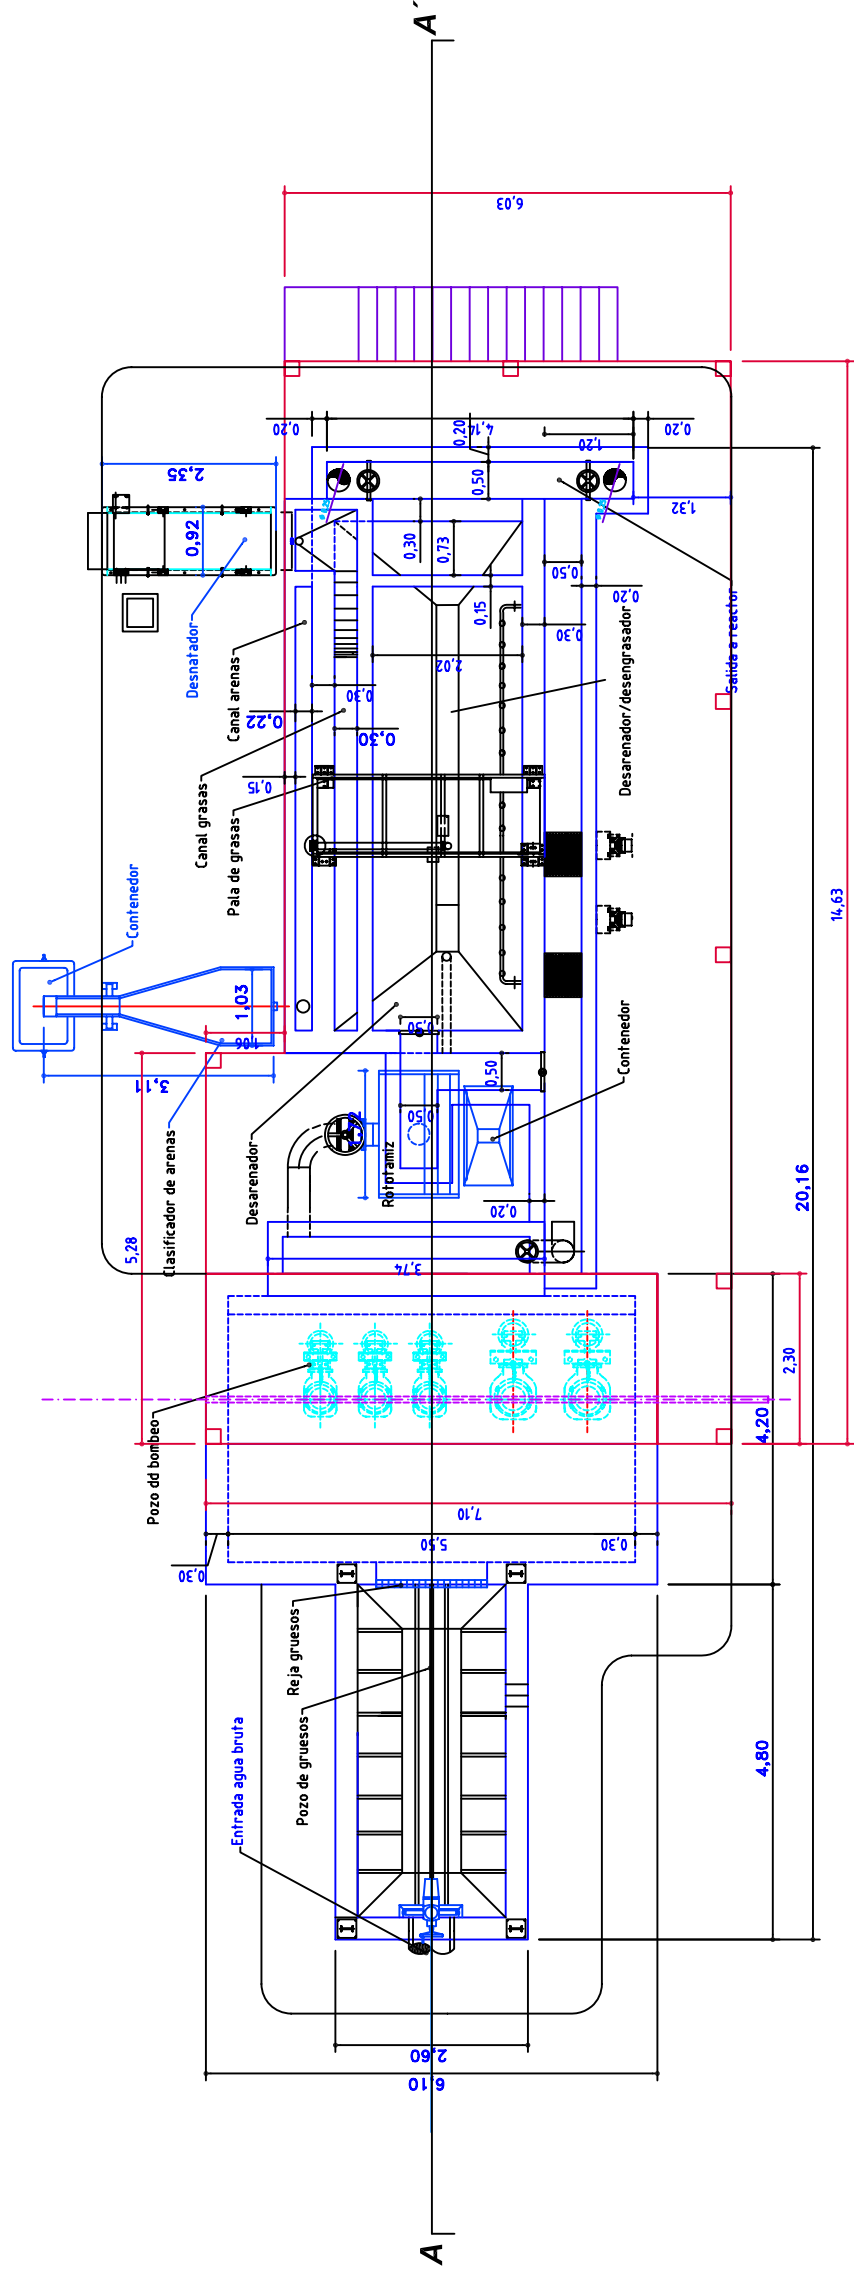 A´
6,03
0,20
4,14
0,20
1,20
0,20
2,35
0,50
1,32
0,92
0,30
0,73
0,50
0,20
0,15
0,30
Desnatador
Canal arenas
2,02
Desarenador/desengrasador
Salida a reactor
0,30
0,22
0,30
Canal grasas
0,15
Pala de grasas
14,63
Contenedor
1,03
0,50
1,06
3,11
Contenedor
0,50
0,50
Clasificador de arenas
Desarenador
Rototamiz
20,16
0,20
5,28
3,74
2,30
Pozo dd bombeo
4,20
7,10
0,30
5,50
0,30
Reja gruesos
Pozo de gruesos
Entrada agua bruta
4,80
2,60
6,10
A